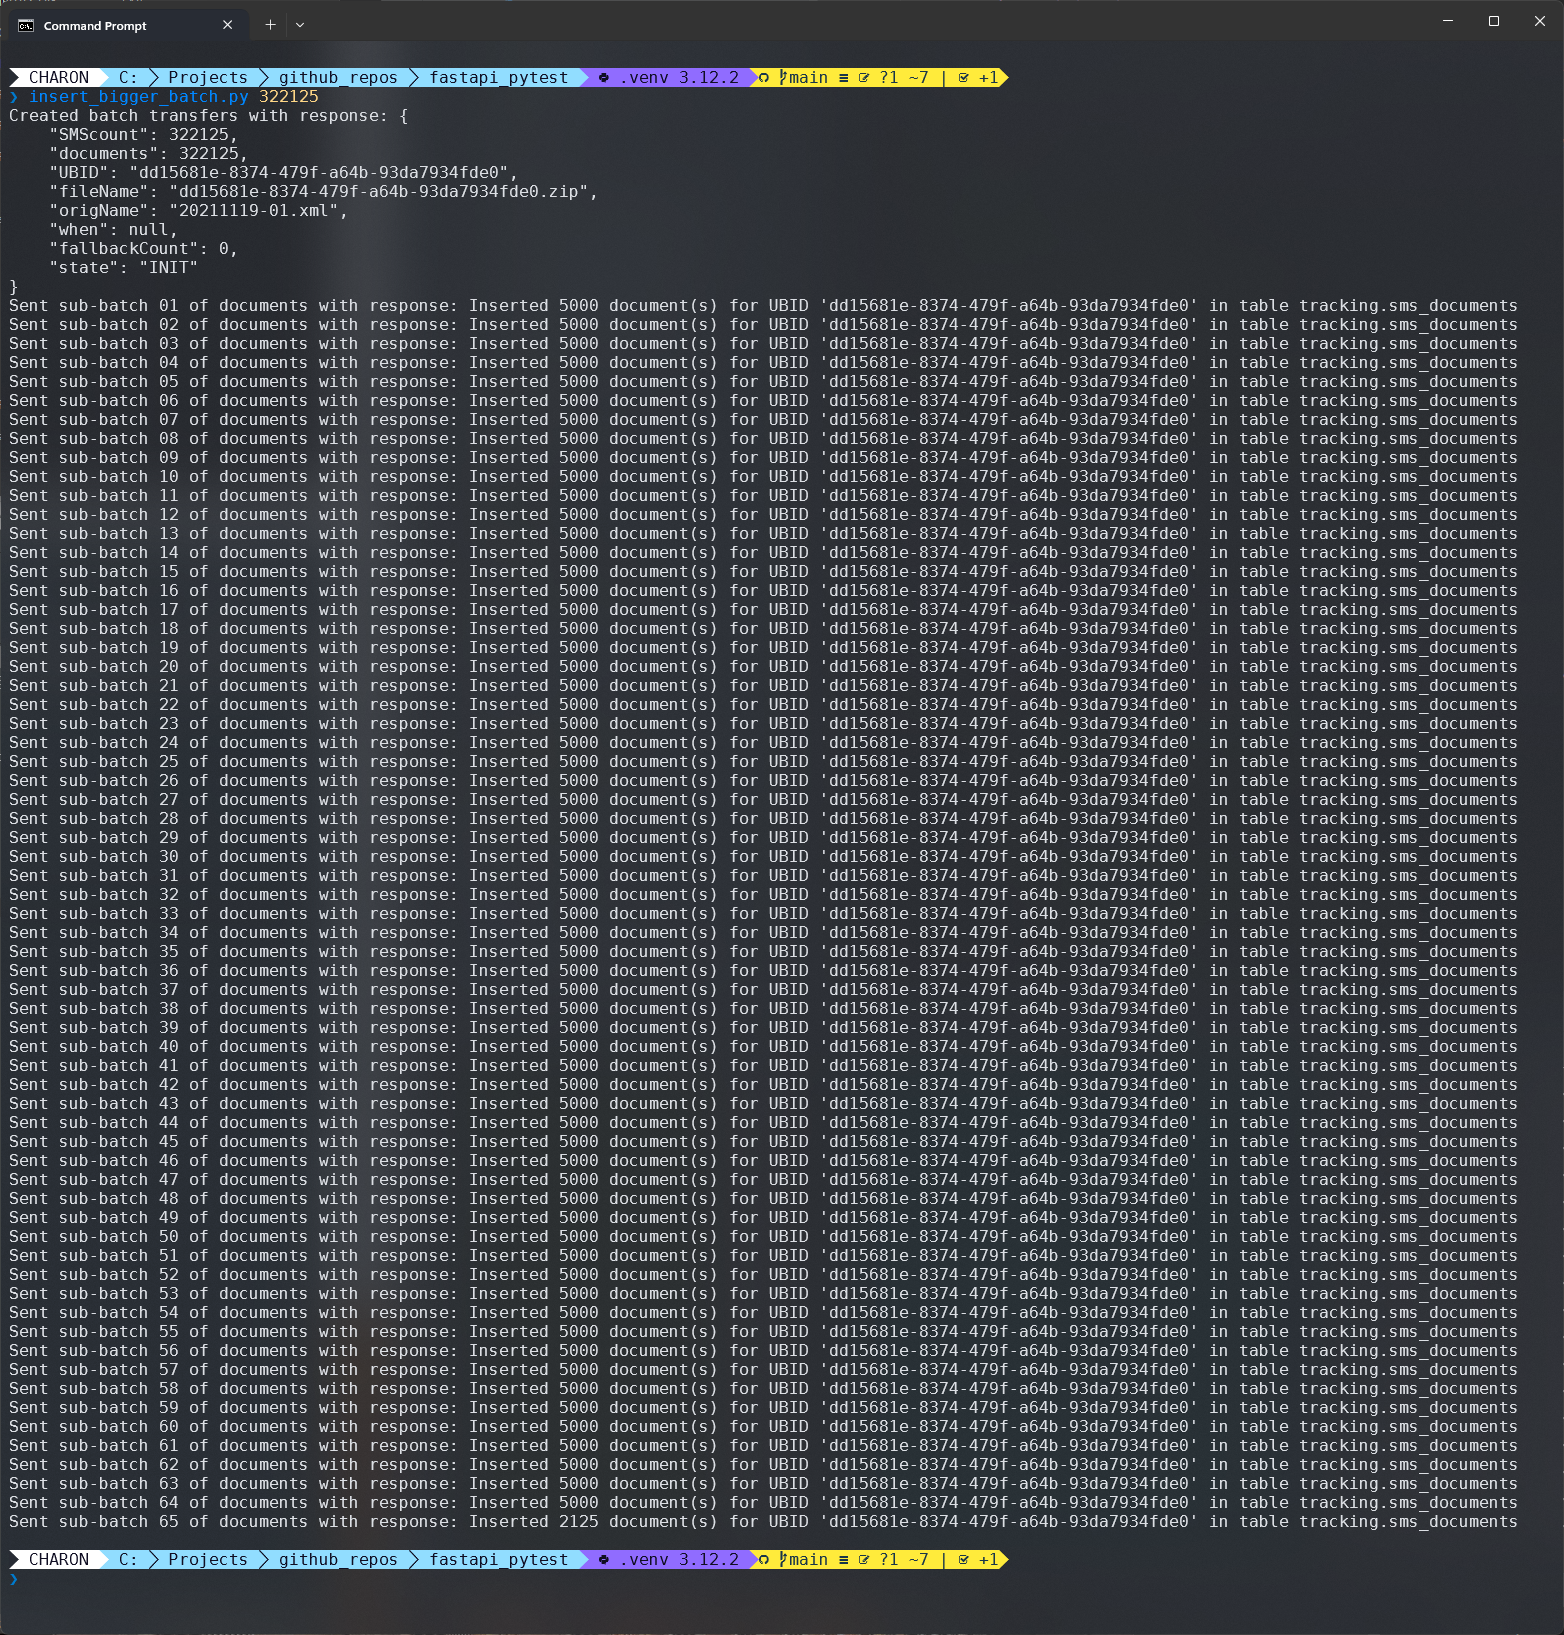 Command Prompt
CHARON C: Projects github_repos fastapi_pytest .venv 3.12.2 main ≡ ?1 ~7 | +1
❯ insert_bigger_batch.py 322125
Created batch transfers with response: {
    "SMScount": 322125,
    "documents": 322125,
    "UBID": "dd15681e-8374-479f-a64b-93da7934fde0",
    "fileName": "dd15681e-8374-479f-a64b-93da7934fde0.zip",
    "origName": "20211119-01.xml",
    "when": null,
    "fallbackCount": 0,
    "state": "INIT"
}
Sent sub-batch 01 of documents with response: Inserted 5000 document(s) for UBID 'dd15681e-8374-479f-a64b-93da7934fde0' in table tracking.sms_documents
Sent sub-batch 02 of documents with response: Inserted 5000 document(s) for UBID 'dd15681e-8374-479f-a64b-93da7934fde0' in table tracking.sms_documents
Sent sub-batch 03 of documents with response: Inserted 5000 document(s) for UBID 'dd15681e-8374-479f-a64b-93da7934fde0' in table tracking.sms_documents
Sent sub-batch 04 of documents with response: Inserted 5000 document(s) for UBID 'dd15681e-8374-479f-a64b-93da7934fde0' in table tracking.sms_documents
Sent sub-batch 05 of documents with response: Inserted 5000 document(s) for UBID 'dd15681e-8374-479f-a64b-93da7934fde0' in table tracking.sms_documents
Sent sub-batch 06 of documents with response: Inserted 5000 document(s) for UBID 'dd15681e-8374-479f-a64b-93da7934fde0' in table tracking.sms_documents
Sent sub-batch 07 of documents with response: Inserted 5000 document(s) for UBID 'dd15681e-8374-479f-a64b-93da7934fde0' in table tracking.sms_documents
Sent sub-batch 08 of documents with response: Inserted 5000 document(s) for UBID 'dd15681e-8374-479f-a64b-93da7934fde0' in table tracking.sms_documents
Sent sub-batch 09 of documents with response: Inserted 5000 document(s) for UBID 'dd15681e-8374-479f-a64b-93da7934fde0' in table tracking.sms_documents
Sent sub-batch 10 of documents with response: Inserted 5000 document(s) for UBID 'dd15681e-8374-479f-a64b-93da7934fde0' in table tracking.sms_documents
Sent sub-batch 11 of documents with response: Inserted 5000 document(s) for UBID 'dd15681e-8374-479f-a64b-93da7934fde0' in table tracking.sms_documents
Sent sub-batch 12 of documents with response: Inserted 5000 document(s) for UBID 'dd15681e-8374-479f-a64b-93da7934fde0' in table tracking.sms_documents
Sent sub-batch 13 of documents with response: Inserted 5000 document(s) for UBID 'dd15681e-8374-479f-a64b-93da7934fde0' in table tracking.sms_documents
Sent sub-batch 14 of documents with response: Inserted 5000 document(s) for UBID 'dd15681e-8374-479f-a64b-93da7934fde0' in table tracking.sms_documents
Sent sub-batch 15 of documents with response: Inserted 5000 document(s) for UBID 'dd15681e-8374-479f-a64b-93da7934fde0' in table tracking.sms_documents
Sent sub-batch 16 of documents with response: Inserted 5000 document(s) for UBID 'dd15681e-8374-479f-a64b-93da7934fde0' in table tracking.sms_documents
Sent sub-batch 17 of documents with response: Inserted 5000 document(s) for UBID 'dd15681e-8374-479f-a64b-93da7934fde0' in table tracking.sms_documents
Sent sub-batch 18 of documents with response: Inserted 5000 document(s) for UBID 'dd15681e-8374-479f-a64b-93da7934fde0' in table tracking.sms_documents
Sent sub-batch 19 of documents with response: Inserted 5000 document(s) for UBID 'dd15681e-8374-479f-a64b-93da7934fde0' in table tracking.sms_documents
Sent sub-batch 20 of documents with response: Inserted 5000 document(s) for UBID 'dd15681e-8374-479f-a64b-93da7934fde0' in table tracking.sms_documents
Sent sub-batch 21 of documents with response: Inserted 5000 document(s) for UBID 'dd15681e-8374-479f-a64b-93da7934fde0' in table tracking.sms_documents
Sent sub-batch 22 of documents with response: Inserted 5000 document(s) for UBID 'dd15681e-8374-479f-a64b-93da7934fde0' in table tracking.sms_documents
Sent sub-batch 23 of documents with response: Inserted 5000 document(s) for UBID 'dd15681e-8374-479f-a64b-93da7934fde0' in table tracking.sms_documents
Sent sub-batch 24 of documents with response: Inserted 5000 document(s) for UBID 'dd15681e-8374-479f-a64b-93da7934fde0' in table tracking.sms_documents
Sent sub-batch 25 of documents with response: Inserted 5000 document(s) for UBID 'dd15681e-8374-479f-a64b-93da7934fde0' in table tracking.sms_documents
Sent sub-batch 26 of documents with response: Inserted 5000 document(s) for UBID 'dd15681e-8374-479f-a64b-93da7934fde0' in table tracking.sms_documents
Sent sub-batch 27 of documents with response: Inserted 5000 document(s) for UBID 'dd15681e-8374-479f-a64b-93da7934fde0' in table tracking.sms_documents
Sent sub-batch 28 of documents with response: Inserted 5000 document(s) for UBID 'dd15681e-8374-479f-a64b-93da7934fde0' in table tracking.sms_documents
Sent sub-batch 29 of documents with response: Inserted 5000 document(s) for UBID 'dd15681e-8374-479f-a64b-93da7934fde0' in table tracking.sms_documents
Sent sub-batch 30 of documents with response: Inserted 5000 document(s) for UBID 'dd15681e-8374-479f-a64b-93da7934fde0' in table tracking.sms_documents
Sent sub-batch 31 of documents with response: Inserted 5000 document(s) for UBID 'dd15681e-8374-479f-a64b-93da7934fde0' in table tracking.sms_documents
Sent sub-batch 32 of documents with response: Inserted 5000 document(s) for UBID 'dd15681e-8374-479f-a64b-93da7934fde0' in table tracking.sms_documents
Sent sub-batch 33 of documents with response: Inserted 5000 document(s) for UBID 'dd15681e-8374-479f-a64b-93da7934fde0' in table tracking.sms_documents
Sent sub-batch 34 of documents with response: Inserted 5000 document(s) for UBID 'dd15681e-8374-479f-a64b-93da7934fde0' in table tracking.sms_documents
Sent sub-batch 35 of documents with response: Inserted 5000 document(s) for UBID 'dd15681e-8374-479f-a64b-93da7934fde0' in table tracking.sms_documents
Sent sub-batch 36 of documents with response: Inserted 5000 document(s) for UBID 'dd15681e-8374-479f-a64b-93da7934fde0' in table tracking.sms_documents
Sent sub-batch 37 of documents with response: Inserted 5000 document(s) for UBID 'dd15681e-8374-479f-a64b-93da7934fde0' in table tracking.sms_documents
Sent sub-batch 38 of documents with response: Inserted 5000 document(s) for UBID 'dd15681e-8374-479f-a64b-93da7934fde0' in table tracking.sms_documents
Sent sub-batch 39 of documents with response: Inserted 5000 document(s) for UBID 'dd15681e-8374-479f-a64b-93da7934fde0' in table tracking.sms_documents
Sent sub-batch 40 of documents with response: Inserted 5000 document(s) for UBID 'dd15681e-8374-479f-a64b-93da7934fde0' in table tracking.sms_documents
Sent sub-batch 41 of documents with response: Inserted 5000 document(s) for UBID 'dd15681e-8374-479f-a64b-93da7934fde0' in table tracking.sms_documents
Sent sub-batch 42 of documents with response: Inserted 5000 document(s) for UBID 'dd15681e-8374-479f-a64b-93da7934fde0' in table tracking.sms_documents
Sent sub-batch 43 of documents with response: Inserted 5000 document(s) for UBID 'dd15681e-8374-479f-a64b-93da7934fde0' in table tracking.sms_documents
Sent sub-batch 44 of documents with response: Inserted 5000 document(s) for UBID 'dd15681e-8374-479f-a64b-93da7934fde0' in table tracking.sms_documents
Sent sub-batch 45 of documents with response: Inserted 5000 document(s) for UBID 'dd15681e-8374-479f-a64b-93da7934fde0' in table tracking.sms_documents
Sent sub-batch 46 of documents with response: Inserted 5000 document(s) for UBID 'dd15681e-8374-479f-a64b-93da7934fde0' in table tracking.sms_documents
Sent sub-batch 47 of documents with response: Inserted 5000 document(s) for UBID 'dd15681e-8374-479f-a64b-93da7934fde0' in table tracking.sms_documents
Sent sub-batch 48 of documents with response: Inserted 5000 document(s) for UBID 'dd15681e-8374-479f-a64b-93da7934fde0' in table tracking.sms_documents
Sent sub-batch 49 of documents with response: Inserted 5000 document(s) for UBID 'dd15681e-8374-479f-a64b-93da7934fde0' in table tracking.sms_documents
Sent sub-batch 50 of documents with response: Inserted 5000 document(s) for UBID 'dd15681e-8374-479f-a64b-93da7934fde0' in table tracking.sms_documents
Sent sub-batch 51 of documents with response: Inserted 5000 document(s) for UBID 'dd15681e-8374-479f-a64b-93da7934fde0' in table tracking.sms_documents
Sent sub-batch 52 of documents with response: Inserted 5000 document(s) for UBID 'dd15681e-8374-479f-a64b-93da7934fde0' in table tracking.sms_documents
Sent sub-batch 53 of documents with response: Inserted 5000 document(s) for UBID 'dd15681e-8374-479f-a64b-93da7934fde0' in table tracking.sms_documents
Sent sub-batch 54 of documents with response: Inserted 5000 document(s) for UBID 'dd15681e-8374-479f-a64b-93da7934fde0' in table tracking.sms_documents
Sent sub-batch 55 of documents with response: Inserted 5000 document(s) for UBID 'dd15681e-8374-479f-a64b-93da7934fde0' in table tracking.sms_documents
Sent sub-batch 56 of documents with response: Inserted 5000 document(s) for UBID 'dd15681e-8374-479f-a64b-93da7934fde0' in table tracking.sms_documents
Sent sub-batch 57 of documents with response: Inserted 5000 document(s) for UBID 'dd15681e-8374-479f-a64b-93da7934fde0' in table tracking.sms_documents
Sent sub-batch 58 of documents with response: Inserted 5000 document(s) for UBID 'dd15681e-8374-479f-a64b-93da7934fde0' in table tracking.sms_documents
Sent sub-batch 59 of documents with response: Inserted 5000 document(s) for UBID 'dd15681e-8374-479f-a64b-93da7934fde0' in table tracking.sms_documents
Sent sub-batch 60 of documents with response: Inserted 5000 document(s) for UBID 'dd15681e-8374-479f-a64b-93da7934fde0' in table tracking.sms_documents
Sent sub-batch 61 of documents with response: Inserted 5000 document(s) for UBID 'dd15681e-8374-479f-a64b-93da7934fde0' in table tracking.sms_documents
Sent sub-batch 62 of documents with response: Inserted 5000 document(s) for UBID 'dd15681e-8374-479f-a64b-93da7934fde0' in table tracking.sms_documents
Sent sub-batch 63 of documents with response: Inserted 5000 document(s) for UBID 'dd15681e-8374-479f-a64b-93da7934fde0' in table tracking.sms_documents
Sent sub-batch 64 of documents with response: Inserted 5000 document(s) for UBID 'dd15681e-8374-479f-a64b-93da7934fde0' in table tracking.sms_documents
Sent sub-batch 65 of documents with response: Inserted 2125 document(s) for UBID 'dd15681e-8374-479f-a64b-93da7934fde0' in table tracking.sms_documents
CHARON C: Projects github_repos fastapi_pytest .venv 3.12.2 main ≡ ?1 ~7 | +1
❯